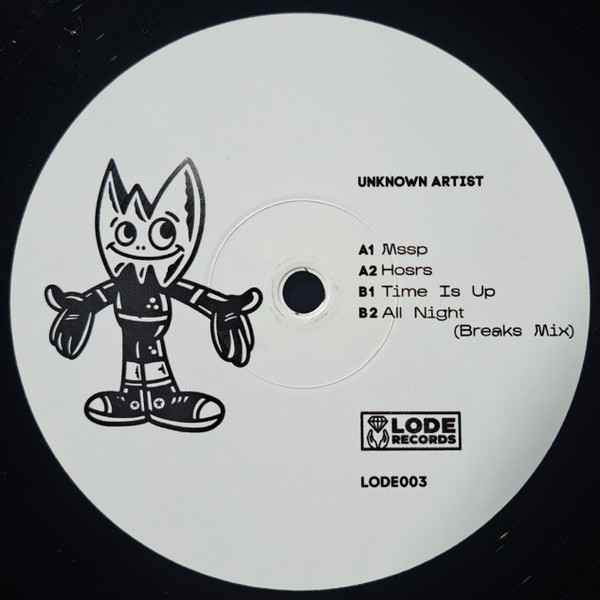 UNKNOWN ARTIST
A1 Mssp
A2 Hosrs
B1 Time Is Up
B2 All Night
(Breaks Mix)
LODE
RECORDS
LODE003